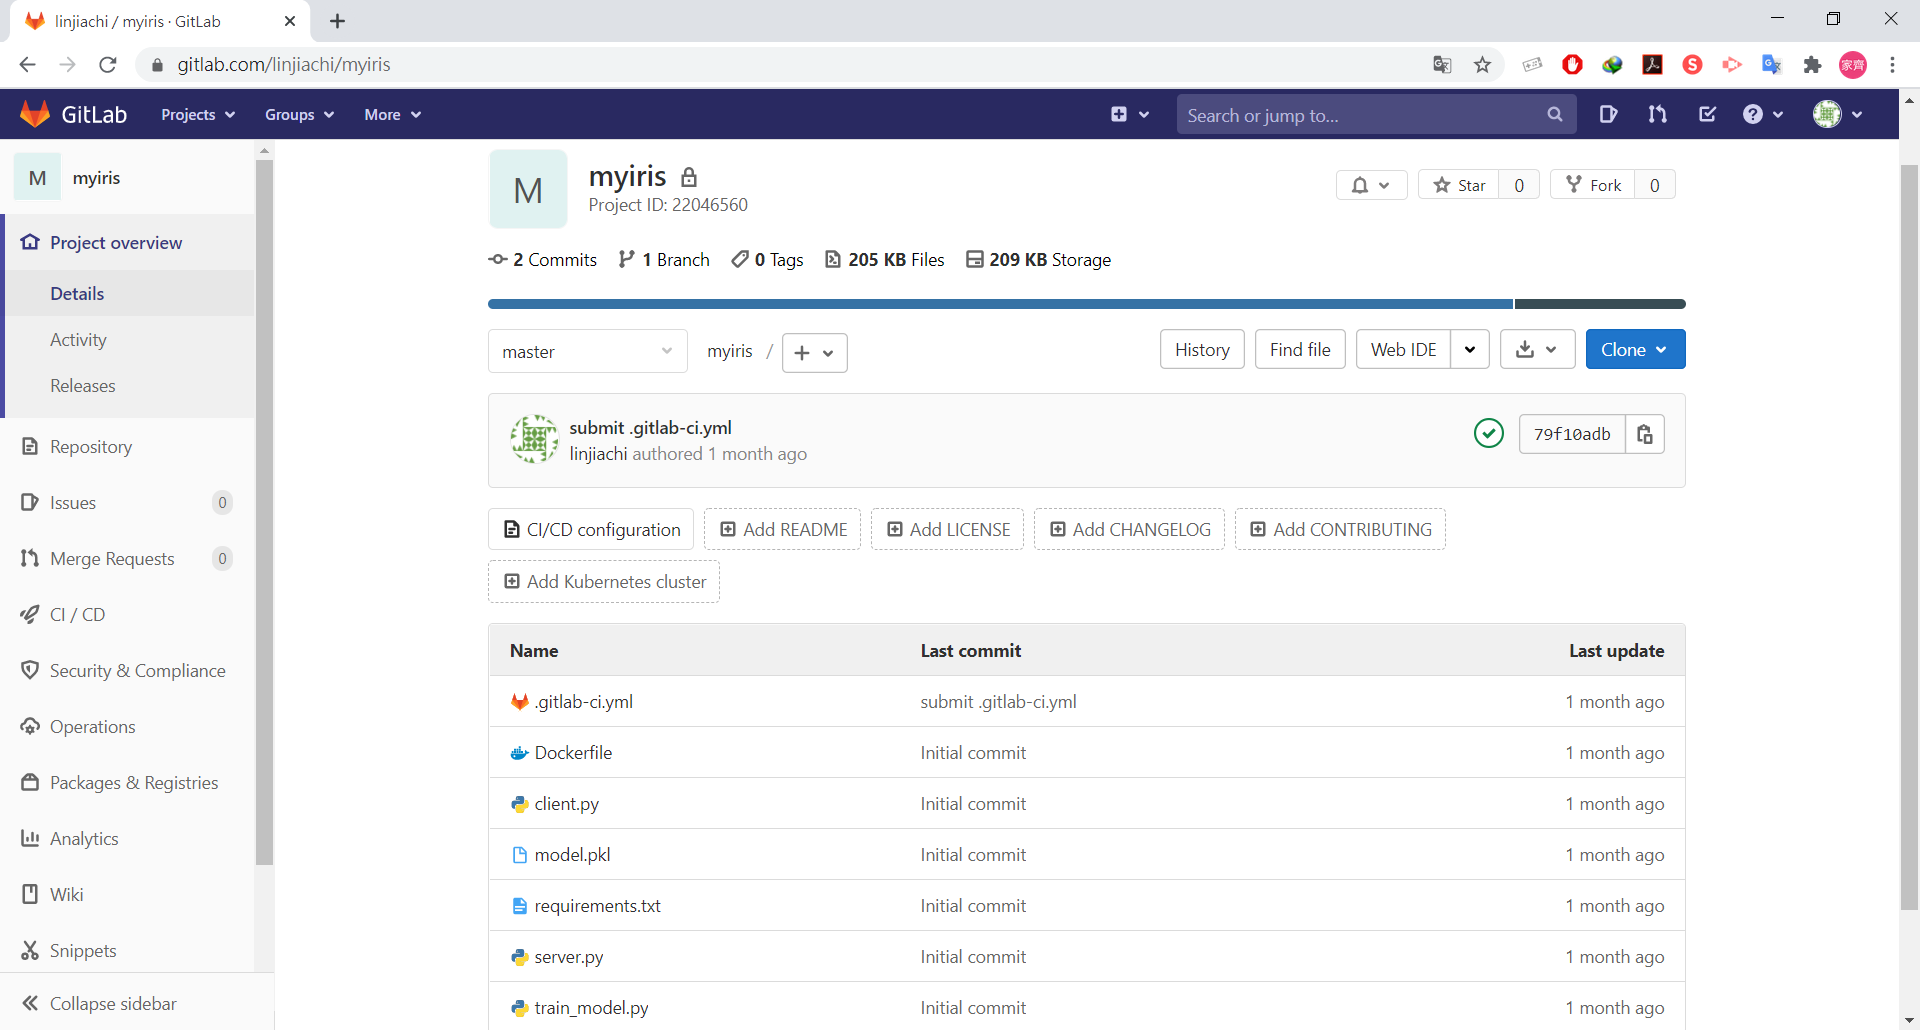 linjiachi / myiris · GitLab
gitlab.com/linjiachi/myiris
家齊
GitLab
Projects
Groups
More
Search or jump to...
M
myiris
Project overview
Details
Activity
Releases
Repository
Issues 0
Merge Requests 0
CI / CD
Security & Compliance
Operations
Packages & Registries
Analytics
Wiki
Snippets
Collapse sidebar
M
myiris
Project ID: 22046560
Star 0
Fork 0
2 Commits
1 Branch
0 Tags
205 KB Files
209 KB Storage
master
myiris /
History
Find file
Web IDE
Clone
submit .gitlab-ci.yml
linjiachi authored 1 month ago
79f10adb
CI/CD configuration
Add README
Add LICENSE
Add CHANGELOG
Add CONTRIBUTING
Add Kubernetes cluster
Name Last commit Last update
.gitlab-ci.yml submit .gitlab-ci.yml 1 month ago
Dockerfile Initial commit 1 month ago
client.py Initial commit 1 month ago
model.pkl Initial commit 1 month ago
requirements.txt Initial commit 1 month ago
server.py Initial commit 1 month ago
train_model.py Initial commit 1 month ago